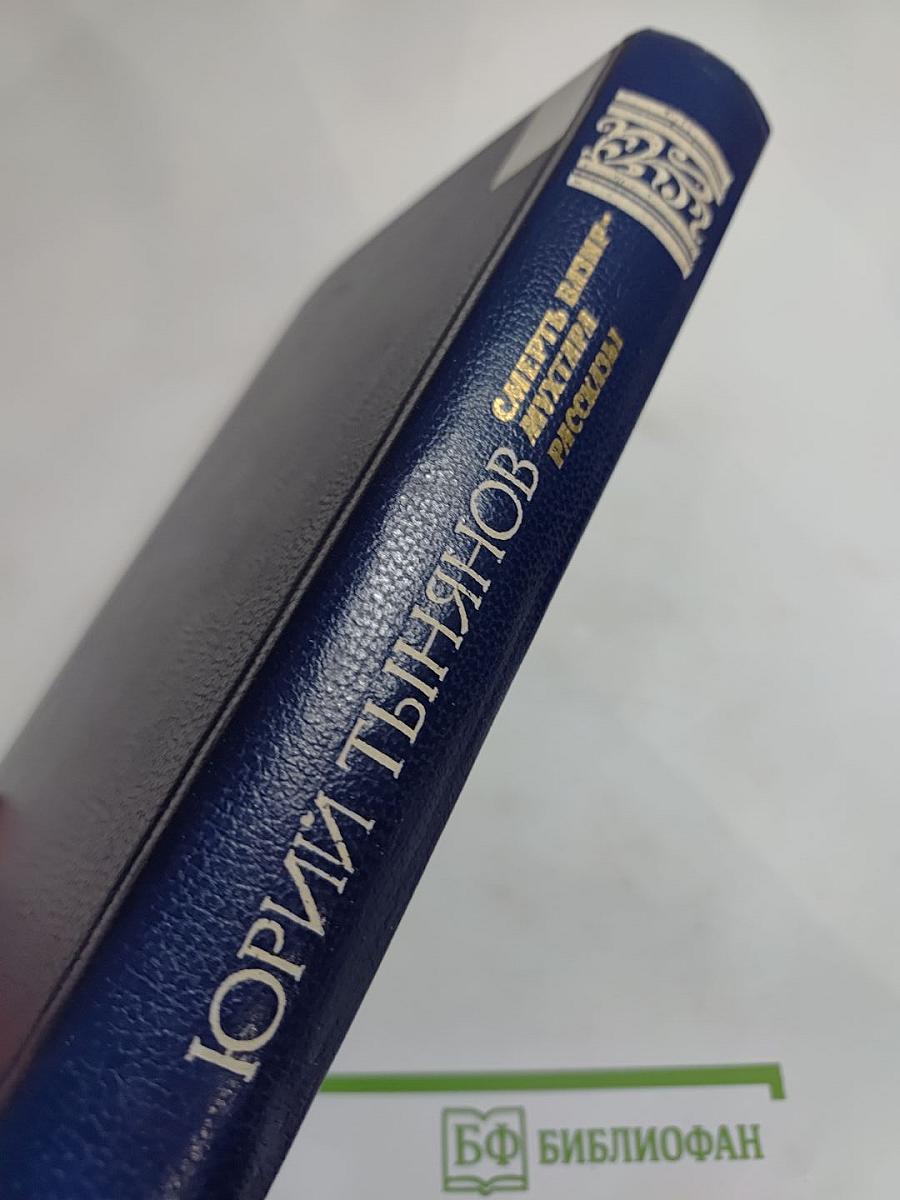 ЮРИЙ ТЫНЯНОВ
СМЕРТЬ ВАЗИР-
МУХТАРА
РАССКАЗЫ
БФ БИБЛИОФАН